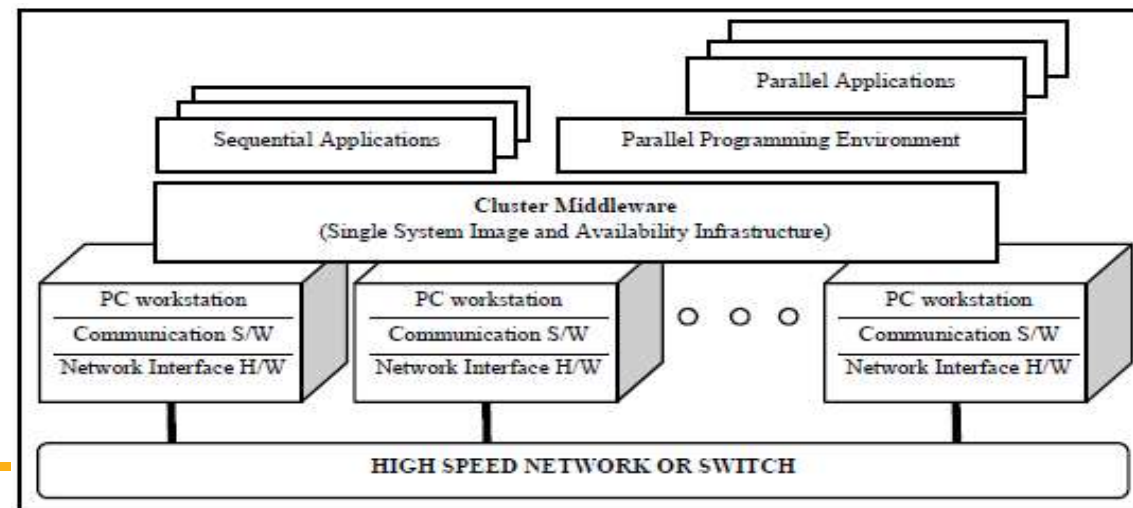 Parallel Applications
Sequential Applications
Parallel Programming Environment
Cluster Middleware
(Single System Image and Availability Infrastructure)
PC workstation
Communication S/W
Network Interface H/W
PC workstation
Communication S/W
Network Interface H/W
PC workstation
Communication S/W
Network Interface H/W
HIGH SPEED NETWORK OR SWITCH